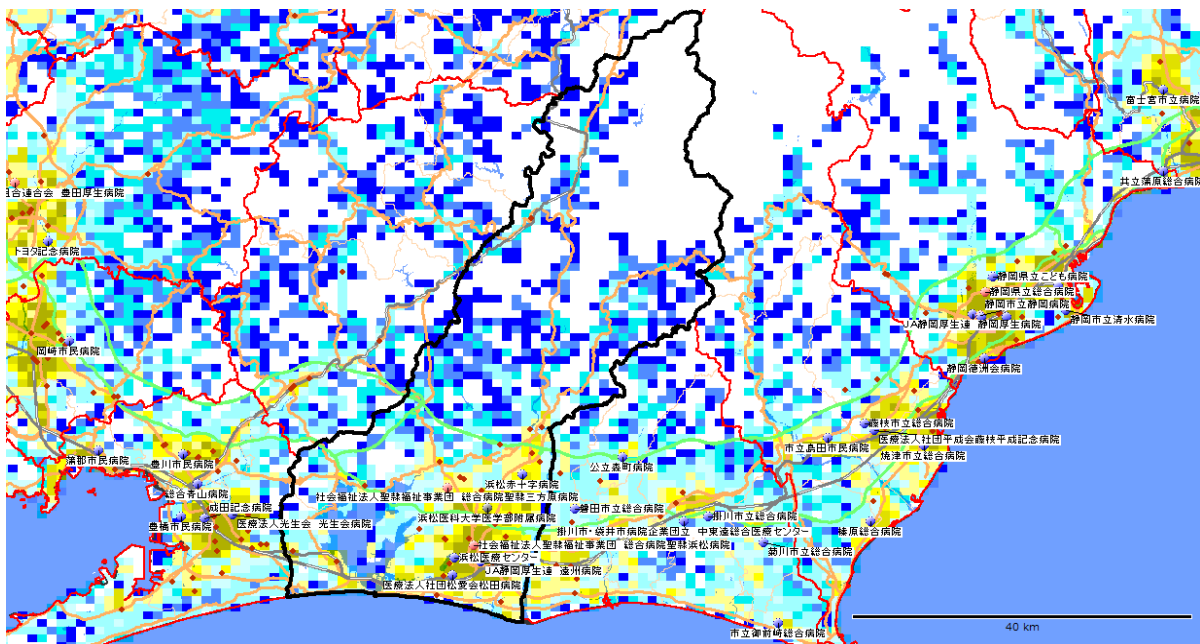 富士宮市立病院
共立蒲原総合病院
組合連合会 豊田厚生病院
トヨタ記念病院
静岡県立こども病院
静岡県立総合病院
静岡市立静岡病院
JA静岡厚生連 静岡厚生病院
静岡市立清水病院
岡崎市民病院
静岡徳洲会病院
藤枝市立総合病院
医療法人社団平成会藤枝平成記念病院
市立島田市民病院
焼津市立総合病院
蒲郡市民病院
豊川市民病院
公立森町病院
浜松赤十字病院
総合青山病院
社会福祉法人聖隷福祉事業団 総合病院聖隷三方原病院
成田記念病院
磐田市立総合病院
浜松医科大学医学部附属病院
掛川市立総合病院
豊橋市民病院
医療法人光生会 光生会病院
掛川市・袋井市病院企業団立 中東遠総合医療センター
榛原総合病院
社会福祉法人聖隷福祉事業団 総合病院聖隷浜松病院
菊川市立総合病院
浜松医療センター
JA静岡厚生連 遠州病院
医療法人社団松愛会松田病院
市立御前崎総合病院
40 km